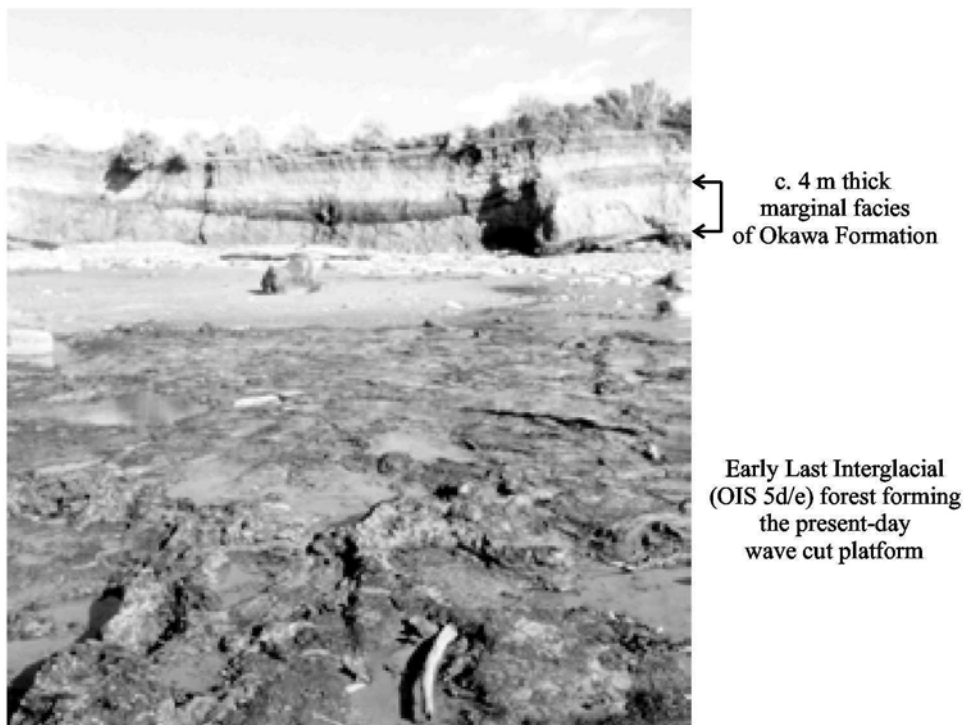 c. 4 m thick
marginal facies
of Okawa Formation
Early Last Interglacial
(OIS 5d/e) forest forming
the present-day
wave cut platform